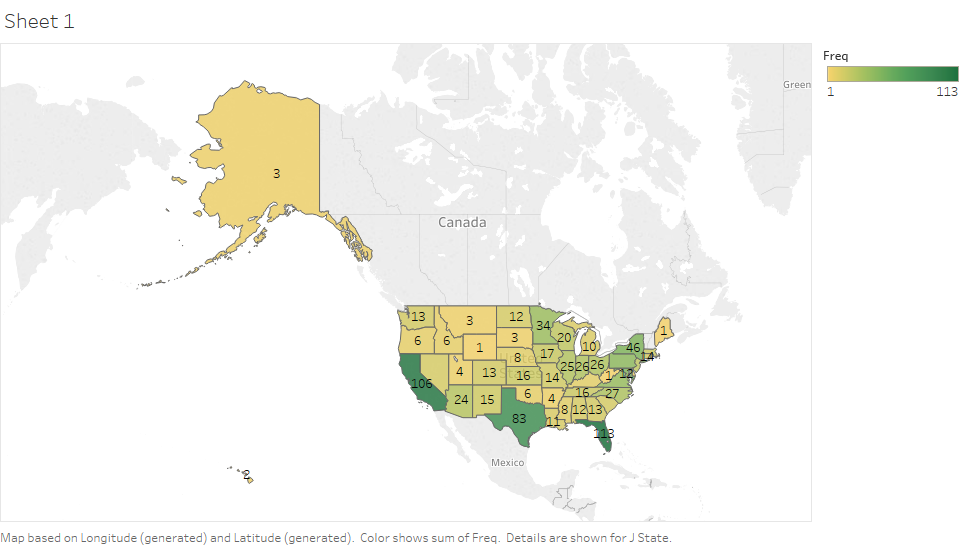 Sheet 1
Freq
1 113
Green
3
Canada
13 3 12 34 1
6 6 3 20 10 46
1 8 17 14
4 13 16 14 25 26 26 1 12
106 24 15 6 4 16 27
83 11 8 12 13
113
Mexico
2
Map based on Longitude (generated) and Latitude (generated). Color shows sum of Freq. Details are shown for J State.